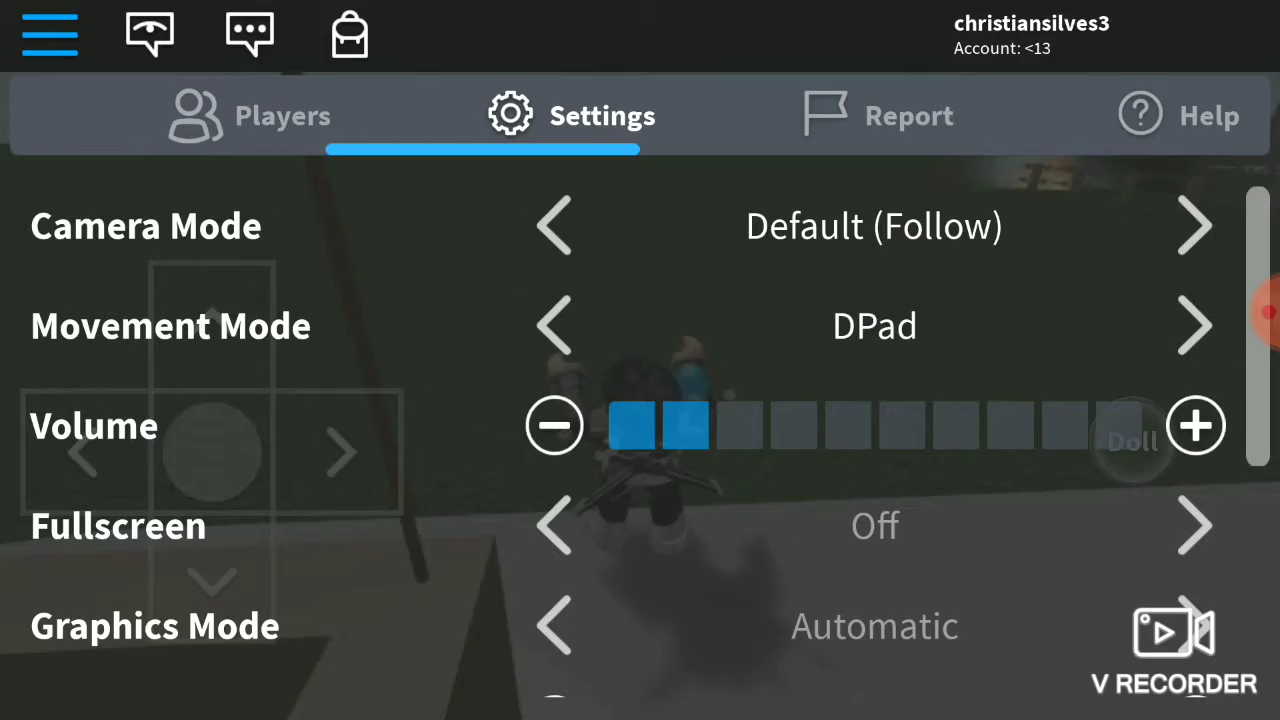 christiansilves3
Account: <13
Players
Settings
Report
Help
Camera Mode
Default (Follow)
Movement Mode
DPad
Volume
Doll
Fullscreen
Off
Graphics Mode
Automatic
V RECORDER